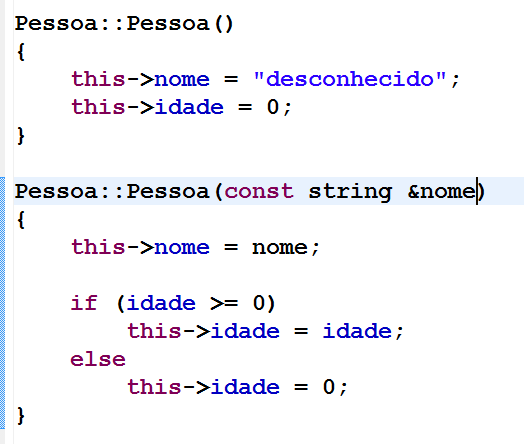 Pessoa::Pessoa()
{
    this->nome = "desconhecido";
    this->idade = 0;
}

Pessoa::Pessoa(const string &nome)
{
    this->nome = nome;

    if (idade >= 0)
        this->idade = idade;
    else
        this->idade = 0;
}